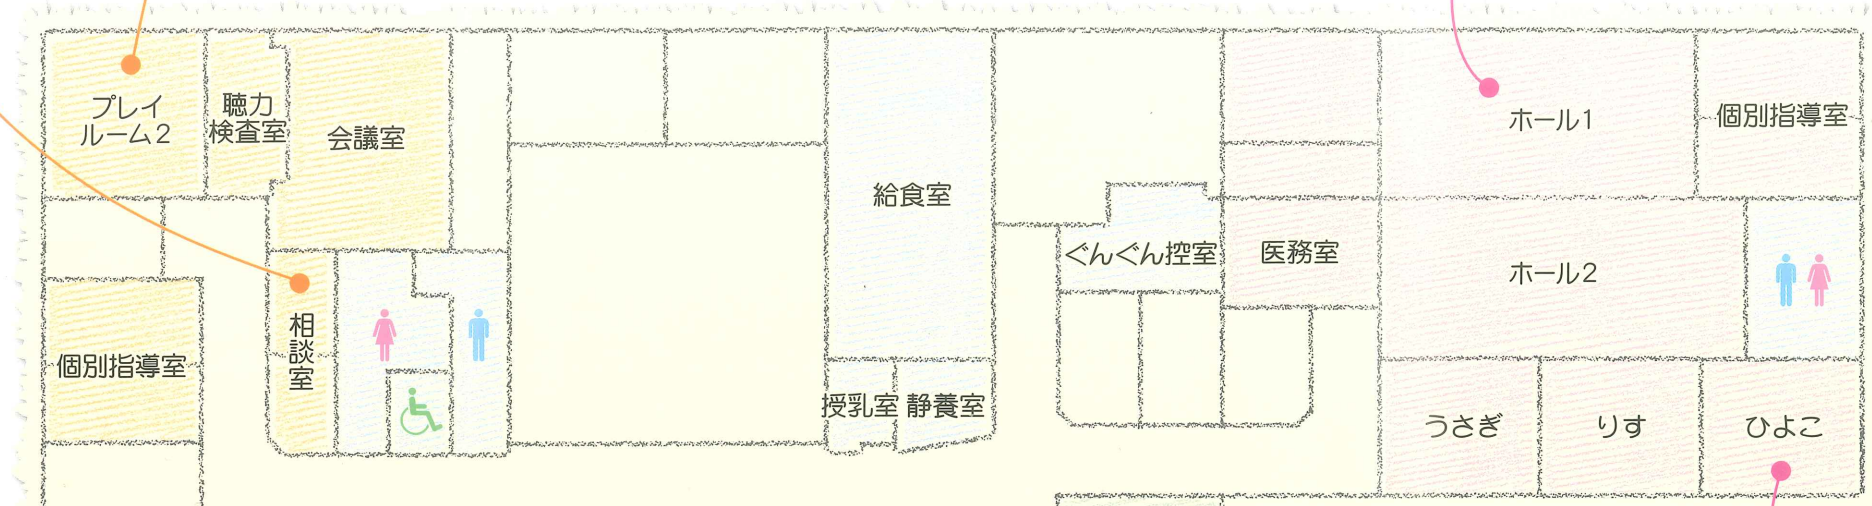 プレイ
ルーム2
聴力
検査室
会議室
ホール1
個別指導室
給食室
ぐんぐん控室
医務室
ホール2
個別指導室
相談室
授乳室
静養室
うさぎ
りす
ひよこ